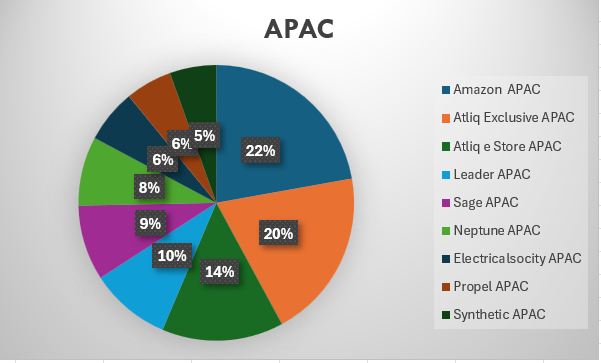 APAC
22%
20%
14%
10%
9%
8%
6%
6%
5%
Amazon APAC
Atliq Exclusive APAC
Atliq e Store APAC
Leader APAC
Sage APAC
Neptune APAC
Electricalsocity APAC
Propel APAC
Synthetic APAC